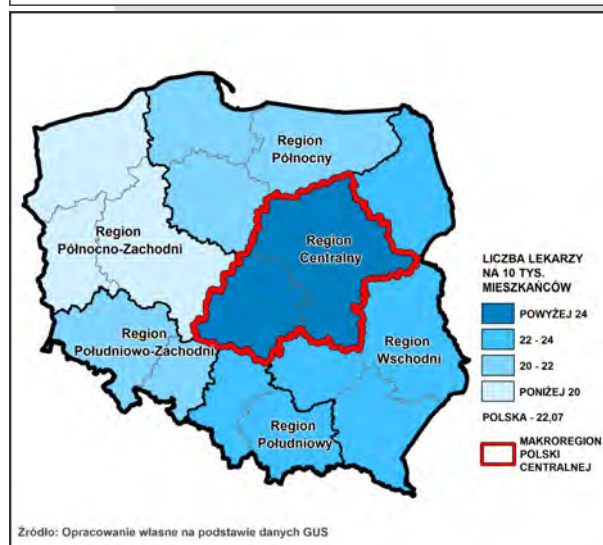 Region
Północny
Region
Północno-Zachodni
Region
Centralny
Region
Południowo-Zachodni
Region
Wschodni
Region
Południowy
LICZBA LEKARZY
NA 10 TYS.
MIESZKAŃCÓW
POWYŻEJ 24
22 - 24
20 - 22
PONIŻEJ 20
POLSKA - 22,07
MAKROREGION
POLSKI
CENTRALNEJ
Źródło: Opracowanie własne na podstawie danych GUS